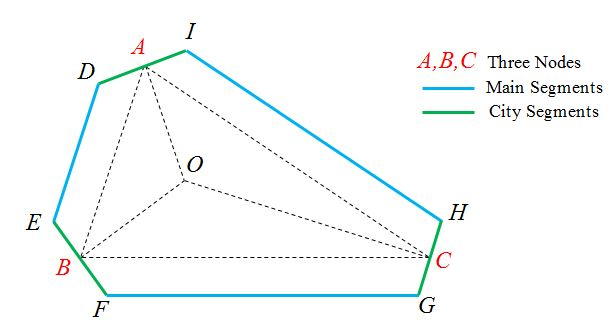 I
A
D
A,B,C Three Nodes
Main Segments
City Segments
O
E
H
B
C
F
G